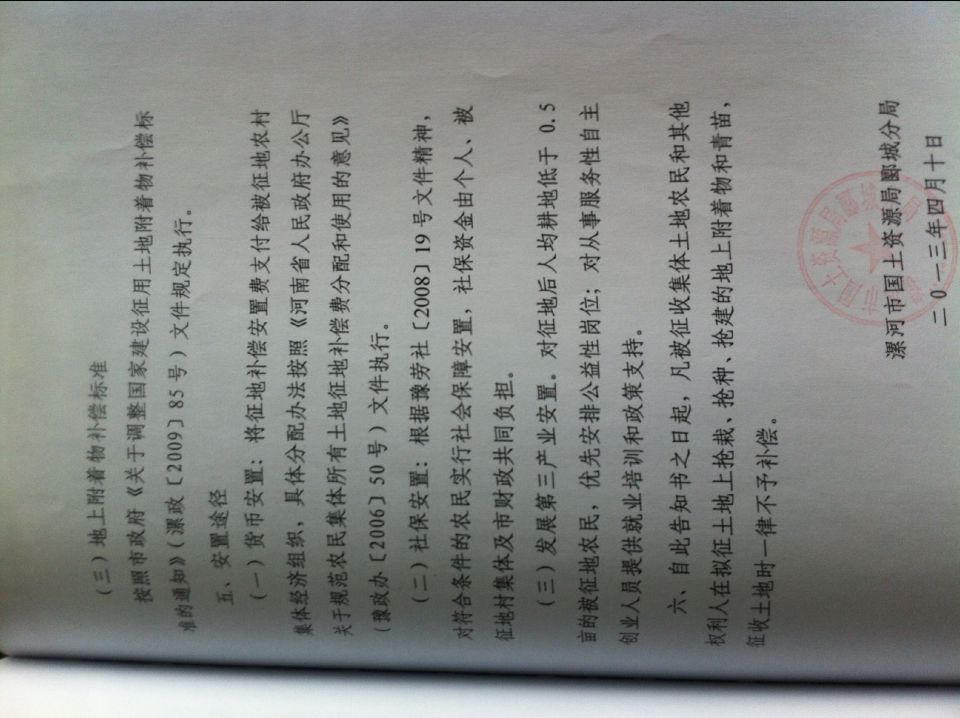 （三）地上附着物补偿标准
按照市政府《关于调整国家建设征用土地附着物补偿标
准的通知》（漯政〔2009〕85号）文件规定执行。
五、安置途径
（一）货币安置：将征地补偿安置费支付给被征地农村
集体经济组织，具体分配办法按照《河南省人民政府办公厅
关于规范农民集体所有土地征地补偿费分配和使用的意见》
（豫政办〔2006〕50号）文件执行。
（二）社保安置：根据豫劳社〔2008〕19号文件精神，
对符合条件的农民实行社会保障安置，社保资金由个人、被
征地村集体及市财政共同负担。
（三）发展第三产业安置。对征地后人均耕地低于0.5
亩的被征地农民，优先安排公益性岗位；对从事服务性自主
创业人员提供就业培训和政策支持。
六、自此告知书之日起，凡被征收集体土地农民和其他
权利人在拟征土地上抢栽、抢种、抢建的地上附着物和青苗，
征收土地时一律不予补偿。
漯河市国土资源局郾城分局
二〇一三年四月十日